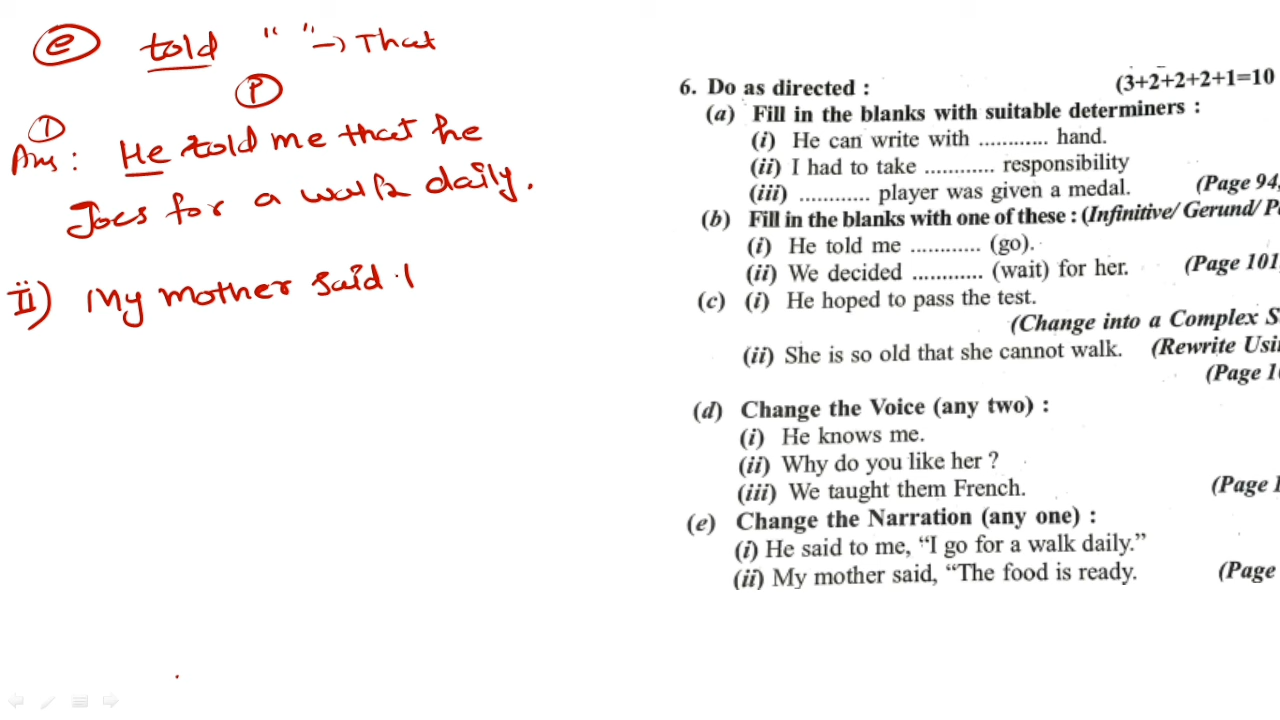 (e) told " " → That
(P)
(1)
Ans : He told me that he
goes for a walk daily.
ii) My mother said
6. Do as directed : (3+2+2+2+1=10
(a) Fill in the blanks with suitable determiners :
(i) He can write with ............ hand.
(ii) I had to take ............ responsibility
(iii) ............ player was given a medal. (Page 94,
(b) Fill in the blanks with one of these : (Infinitive/ Gerund/
(i) He told me ............ (go).
(ii) We decided ............ (wait) for her. (Page 101,
(c) (i) He hoped to pass the test.
(Change into a Complex S
(ii) She is so old that she cannot walk. (Rewrite Usi
(Page 1
(d) Change the Voice (any two) :
(i) He knows me.
(ii) Why do you like her ?
(iii) We taught them French. (Page 1
(e) Change the Narration (any one) :
(i) He said to me, “I go for a walk daily.”
(ii) My mother said, “The food is ready. (Page